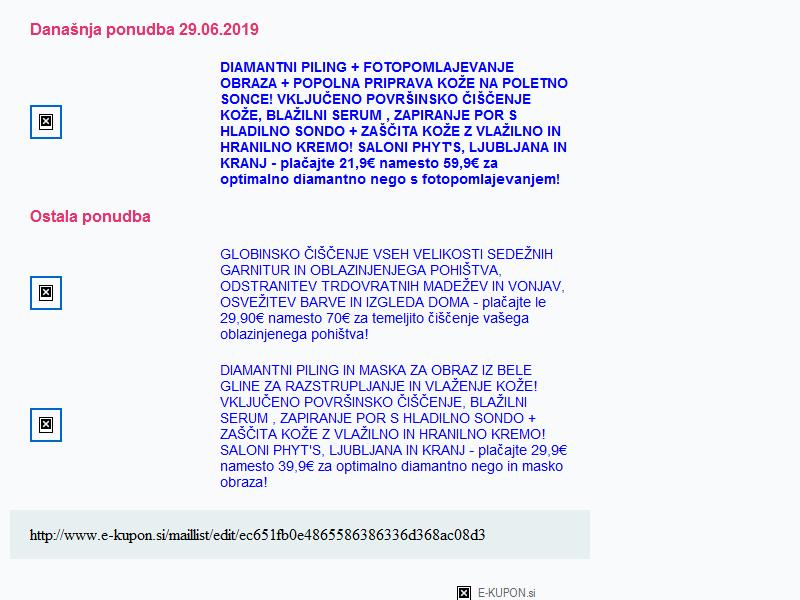 Današnja ponudba 29.06.2019
DIAMANTNI PILING + FOTOPOMLAJEVANJE
OBRAZA + POPOLNA PRIPRAVA KOŽE NA POLETNO
SONCE! VKLJUČENO POVRŠINSKO ČIŠČENJE
KOŽE, BLAŽILNI SERUM , ZAPIRANJE POR S
HLADILNO SONDO + ZAŠČITA KOŽE Z VLAŽILNO IN
HRANILNO KREMO! SALONI PHYT'S, LJUBLJANA IN
KRANJ - plačajte 21,9€ namesto 59,9€ za
optimalno diamantno nego s fotopomlajevanjem!
Ostala ponudba
GLOBINSKO ČIŠČENJE VSEH VELIKOSTI SEDEŽNIH
GARNITUR IN OBLAZINJENJEGA POHIŠTVA,
ODSTRANITEV TRDOVRATNIH MADEŽEV IN VONJAV,
OSVEŽITEV BARVE IN IZGLEDA DOMA - plačajte le
29,90€ namesto 70€ za temeljito čiščenje vašega
oblazinjenega pohištva!
DIAMANTNI PILING IN MASKA ZA OBRAZ IZ BELE
GLINE ZA RAZSTRUPLJANJE IN VLAŽENJE KOŽE!
VKLJUČENO POVRŠINSKO ČIŠČENJE, BLAŽILNI
SERUM , ZAPIRANJE POR S HLADILNO SONDO +
ZAŠČITA KOŽE Z VLAŽILNO IN HRANILNO KREMO!
SALONI PHYT'S, LJUBLJANA IN KRANJ - plačajte 29,9€
namesto 39,9€ za optimalno diamantno nego in masko
obraza!
http://www.e-kupon.si/maillist/edit/ec651fb0e4865586386336d368ac08d3
E-KUPON.si